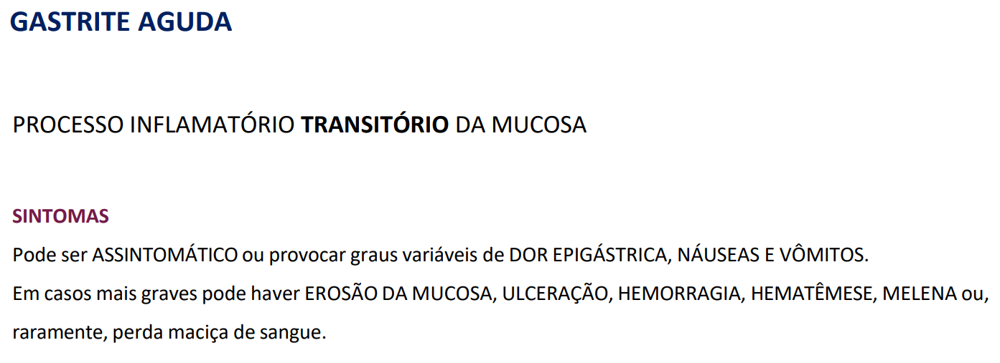 GASTRITE AGUDA
PROCESSO INFLAMATÓRIO TRANSITÓRIO DA MUCOSA
SINTOMAS
Pode ser ASSINTOMÁTICO ou provocar graus variáveis de DOR EPIGÁSTRICA, NÁUSEAS E VÔMITOS.
Em casos mais graves pode haver EROSÃO DA MUCOSA, ULCERAÇÃO, HEMORRAGIA, HEMATÊMESE, MELENA ou,
raramente, perda maciça de sangue.